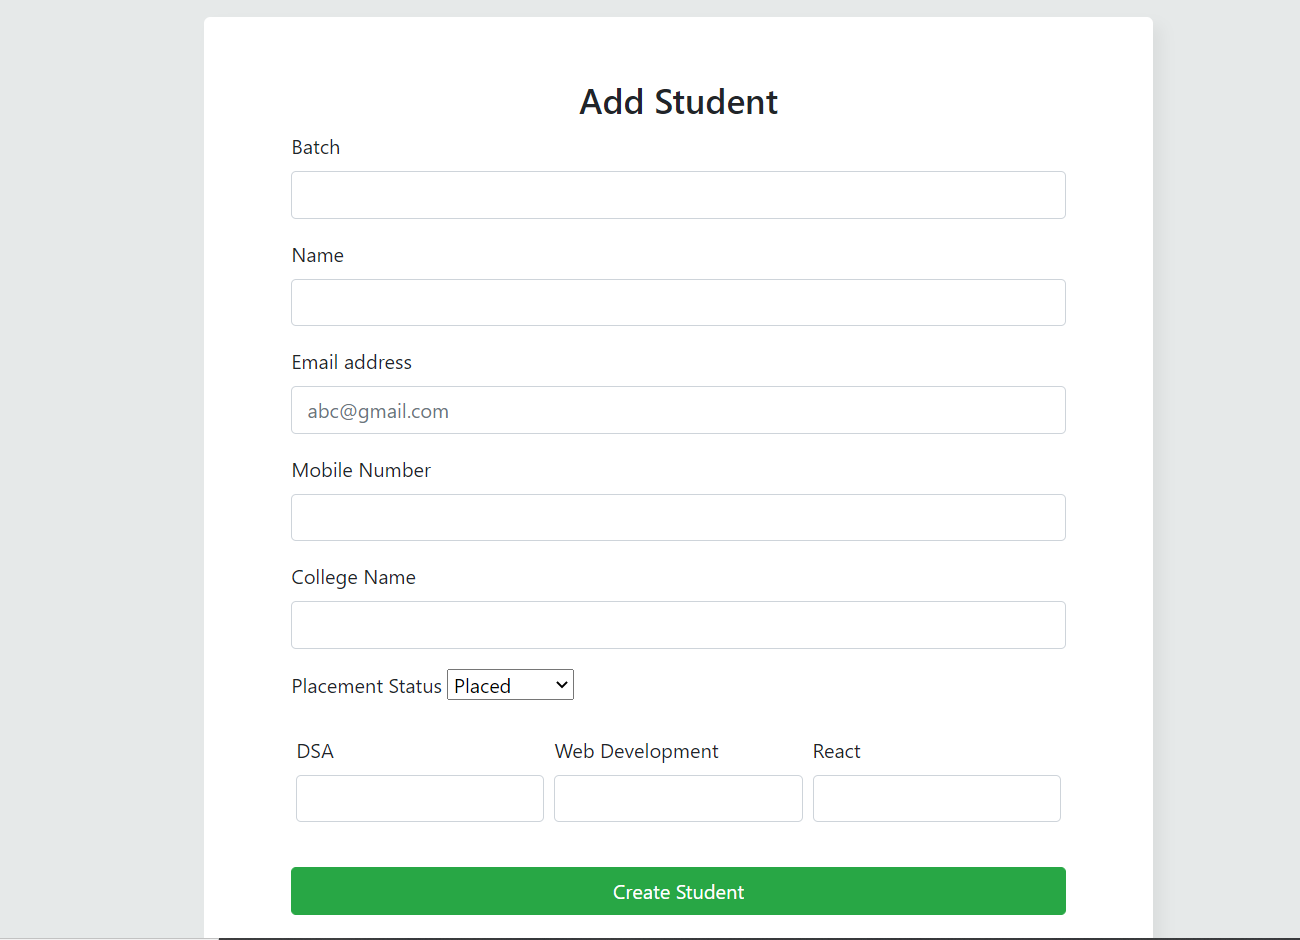 Add Student
Batch
Name
Email address
abc@gmail.com
Mobile Number
College Name
Placement Status Placed
DSA Web Development React
Create Student